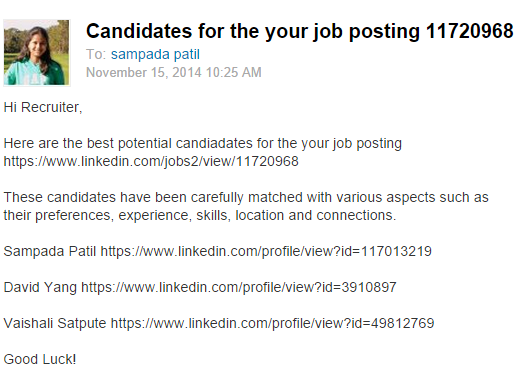 Candidates for the your job posting 11720968
To: sampada patil
November 15, 2014 10:25 AM
Hi Recruiter,
Here are the best potential candiadates for the your job posting
https://www.linkedin.com/jobs2/view/11720968
These candidates have been carefully matched with various aspects such as
their preferences, experience, skills, location and connections.
Sampada Patil https://www.linkedin.com/profile/view?id=117013219
David Yang https://www.linkedin.com/profile/view?id=3910897
Vaishali Satpute https://www.linkedin.com/profile/view?id=49812769
Good Luck!